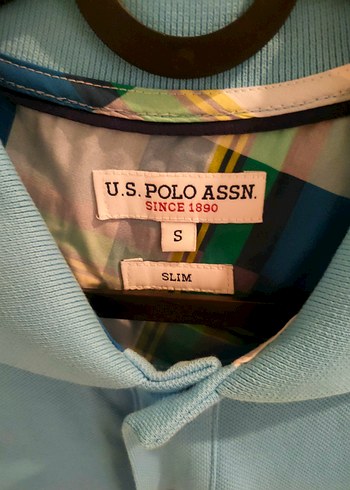 U.S. POLO ASSN.
SINCE 1890
S
SLIM